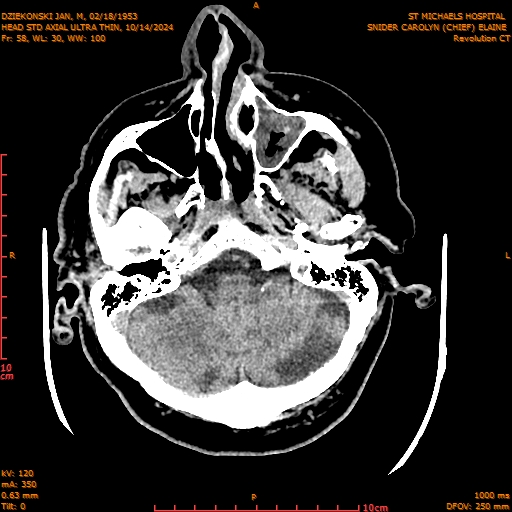 DZIEKONSKI JAN, M, 02/18/1953
HEAD STD AXIAL ULTRA THIN, 10/14/2024
Fr: 58, WL: 30, WW: 100
A
ST MICHAELS HOSPITAL
SNIDER CAROLYN (CHIEF) ELAINE
Revolution CT
R
L
10
cm
kV: 120
mA: 350
0.63 mm
Tilt: 0
P
10cm
1000 ms
DFOV: 250 mm